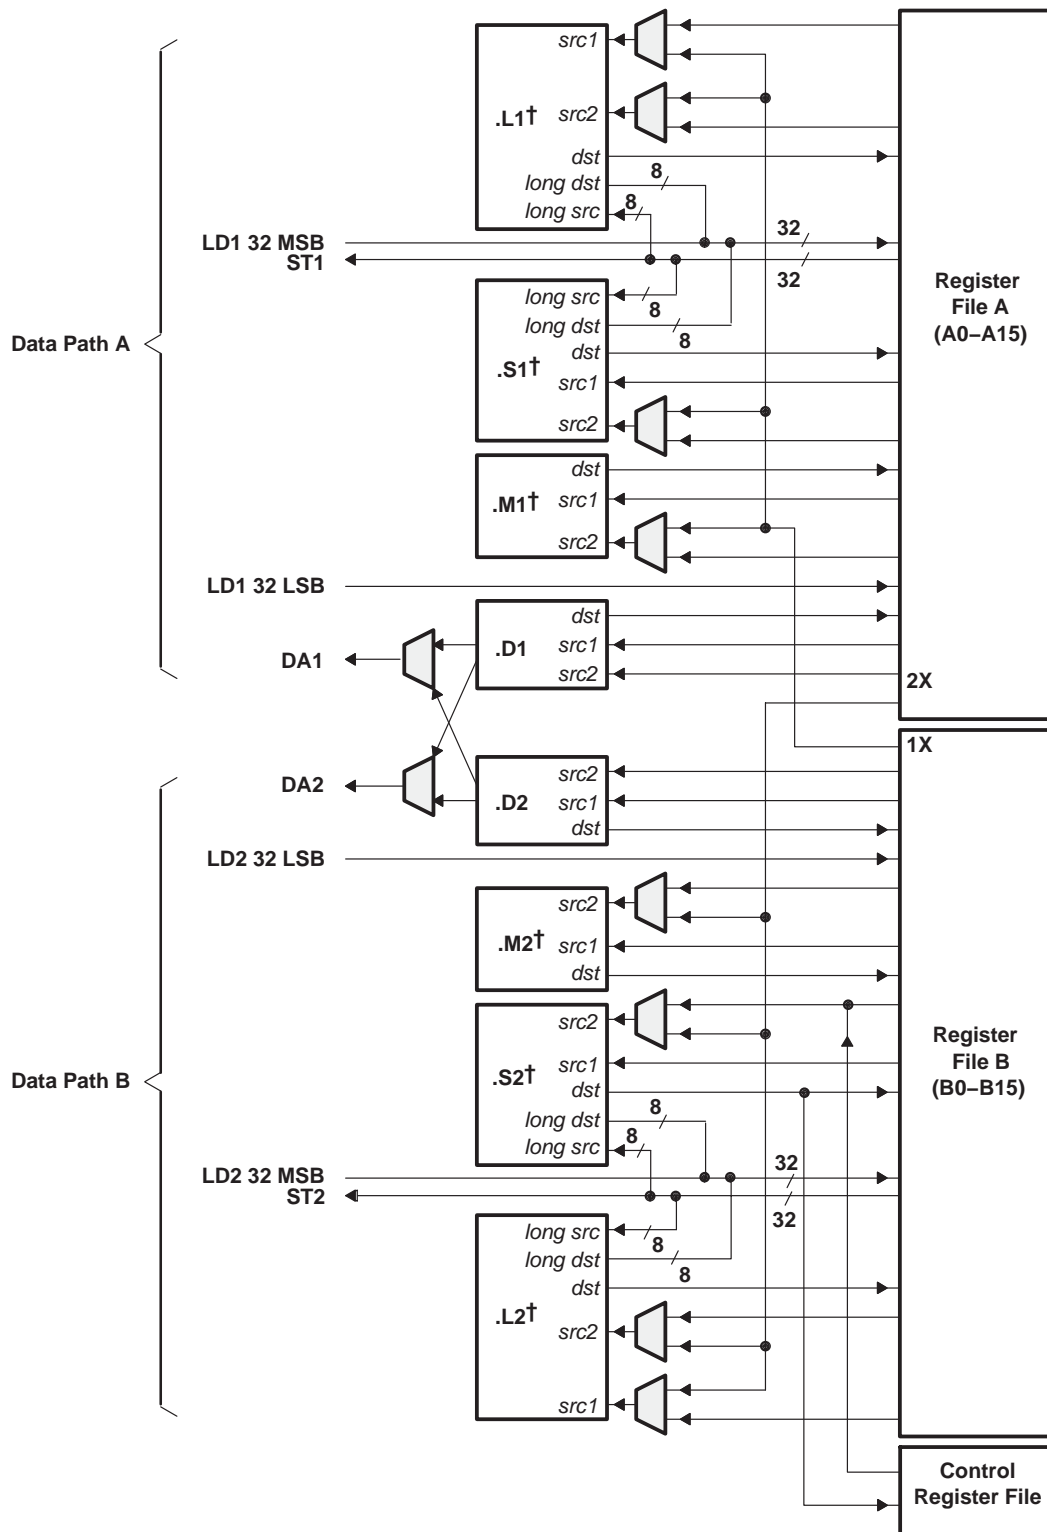 src1
.L1†
src2
dst
8
long dst
8
long src
LD1 32 MSB
32
ST1
32
Register
File A
(A0–A15)
long src
8
long dst
8
Data Path A
dst
.S1†
src1
src2
dst
.M1†
src1
src2
LD1 32 LSB
dst
.D1
src1
DA1
src2
2X
1X
src2
DA2
.D2
src1
dst
LD2 32 LSB
src2
.M2†
src1
dst
src2
Register
File B
(B0–B15)
src1
.S2†
Data Path B
dst
8
long dst
8
long src
32
LD2 32 MSB
ST2
32
long src
8
long dst
8
dst
.L2†
src2
src1
Control
Register File